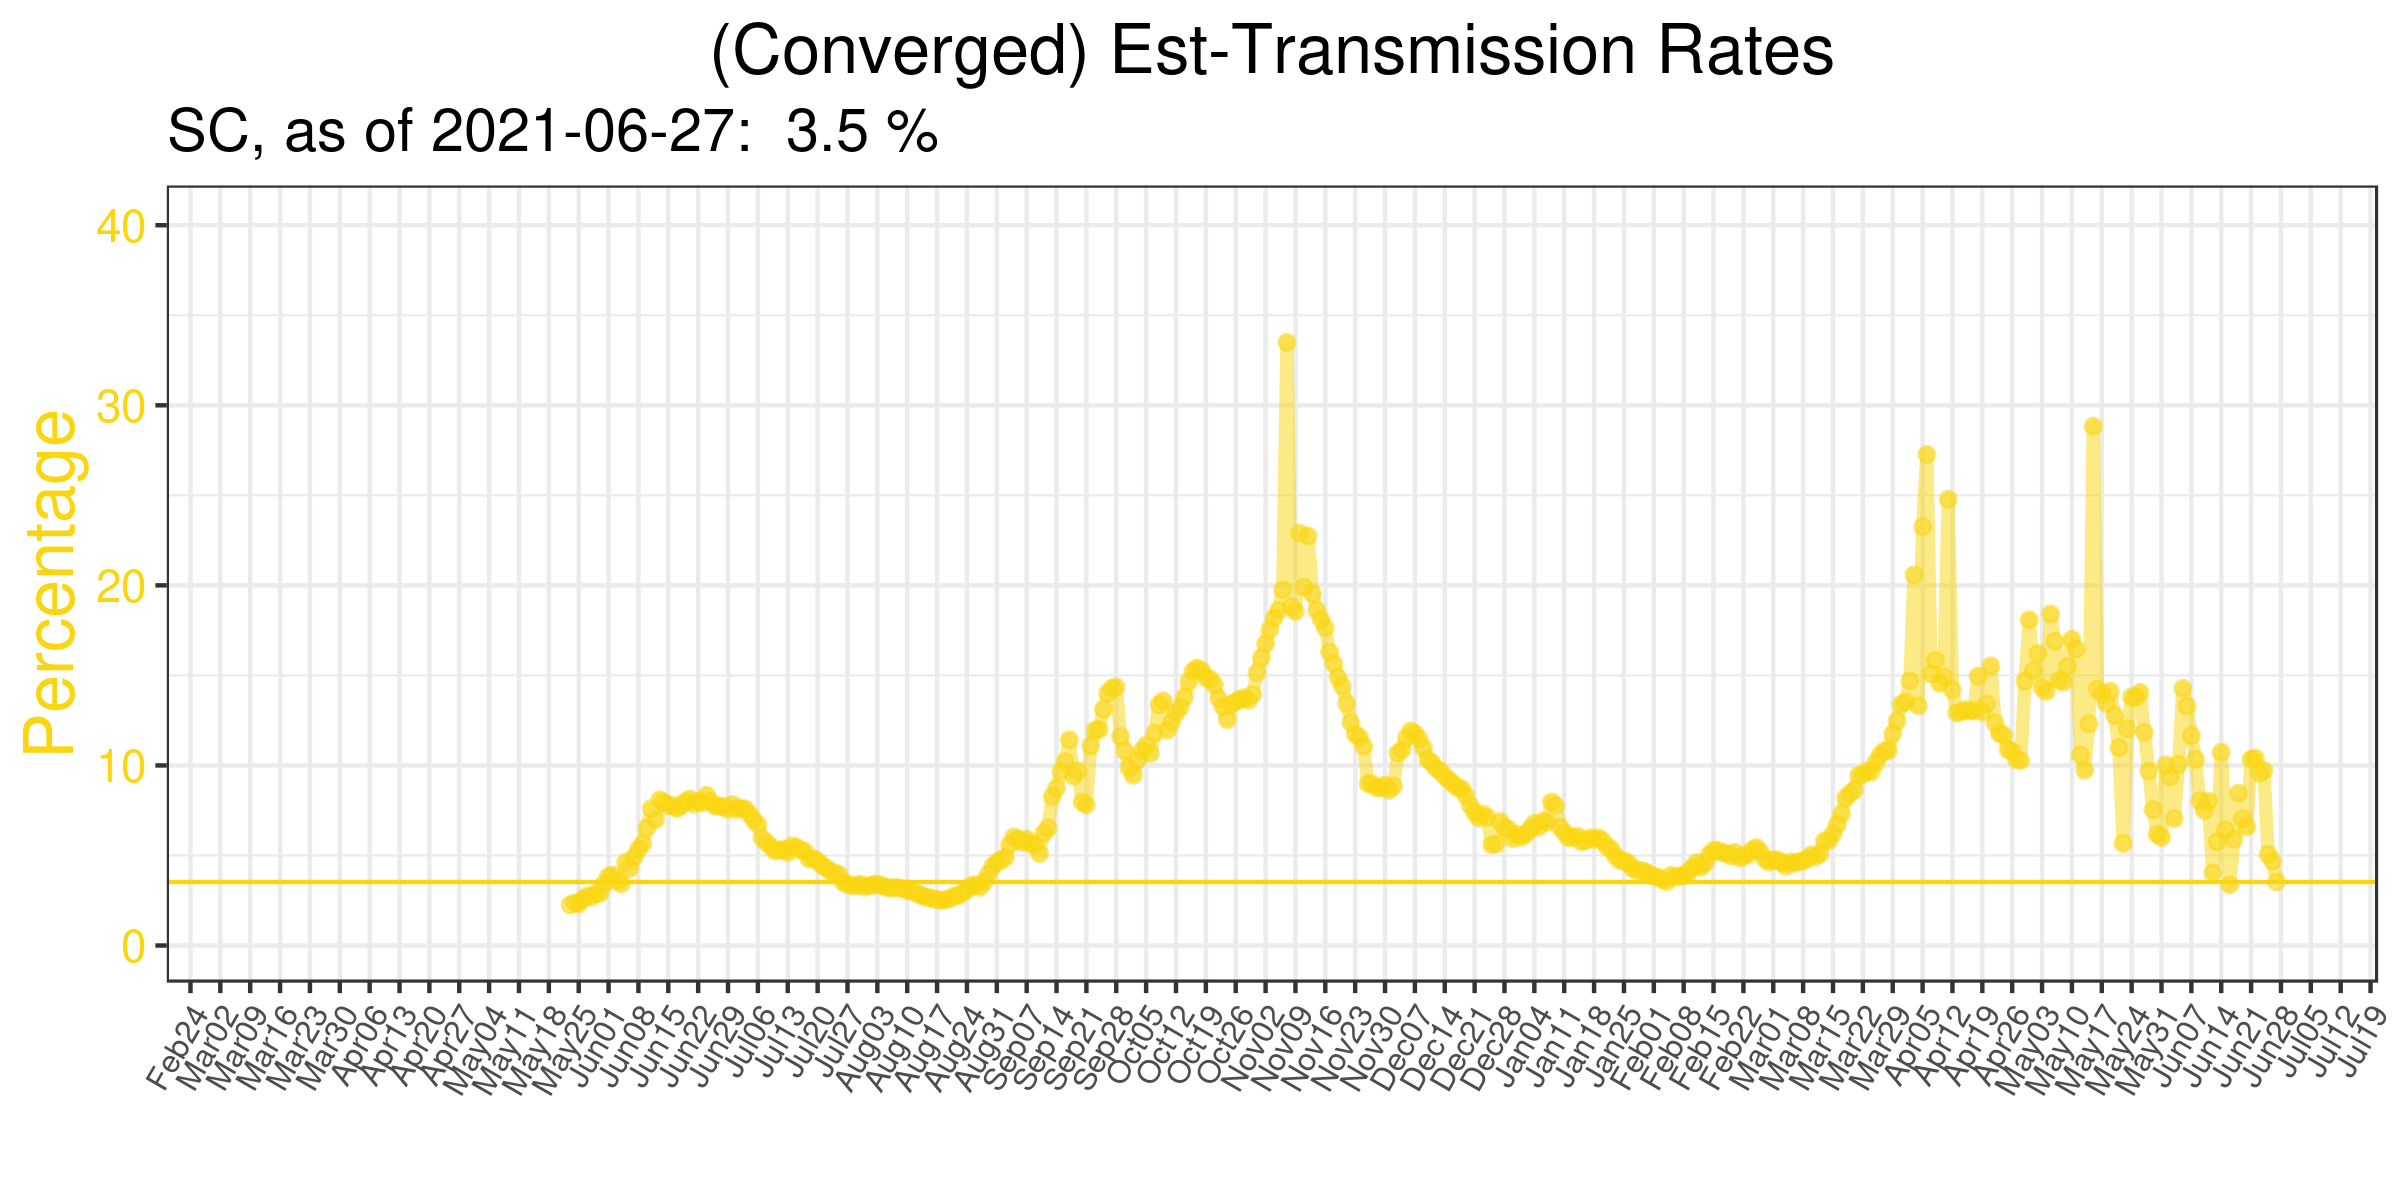 (Converged) Est-Transmission Rates
SC, as of 2021-06-27:  3.5 %
Percentage
40
30
20
10
0
Feb24
Mar02
Mar09
Mar16
Mar23
Mar30
Apr06
Apr13
Apr20
Apr27
May04
May11
May18
May25
Jun01
Jun08
Jun15
Jun22
Jun29
Jul06
Jul13
Jul20
Jul27
Aug03
Aug10
Aug17
Aug24
Aug31
Sep07
Sep14
Sep21
Sep28
Oct05
Oct12
Oct19
Oct26
Nov02
Nov09
Nov16
Nov23
Nov30
Dec07
Dec14
Dec21
Dec28
Jan04
Jan11
Jan18
Jan25
Feb01
Feb08
Feb15
Feb22
Mar01
Mar08
Mar15
Mar22
Mar29
Apr05
Apr12
Apr19
Apr26
May03
May10
May17
May24
May31
Jun07
Jun14
Jun21
Jun28
Jul05
Jul12
Jul19